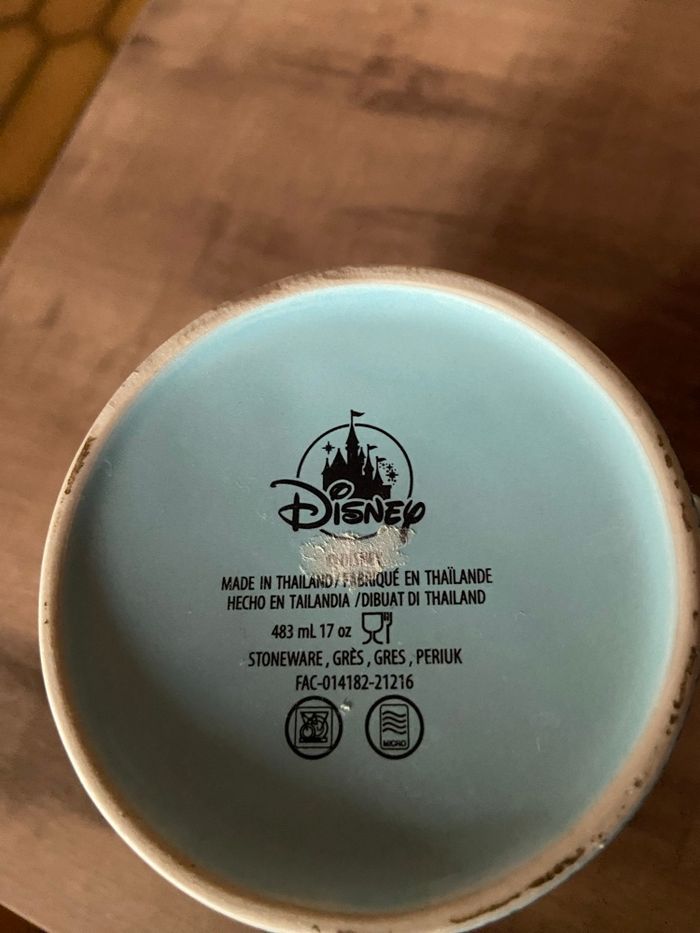 Disney
©DISNEY
MADE IN THAILAND/FABRIQUÉ EN THAÏLANDE
HECHO EN TAILANDIA /DIBUAT DI THAILAND
483 mL 17 oz
STONEWARE , GRÈS , GRES , PERIUK
FAC-014182-21216
MICRO